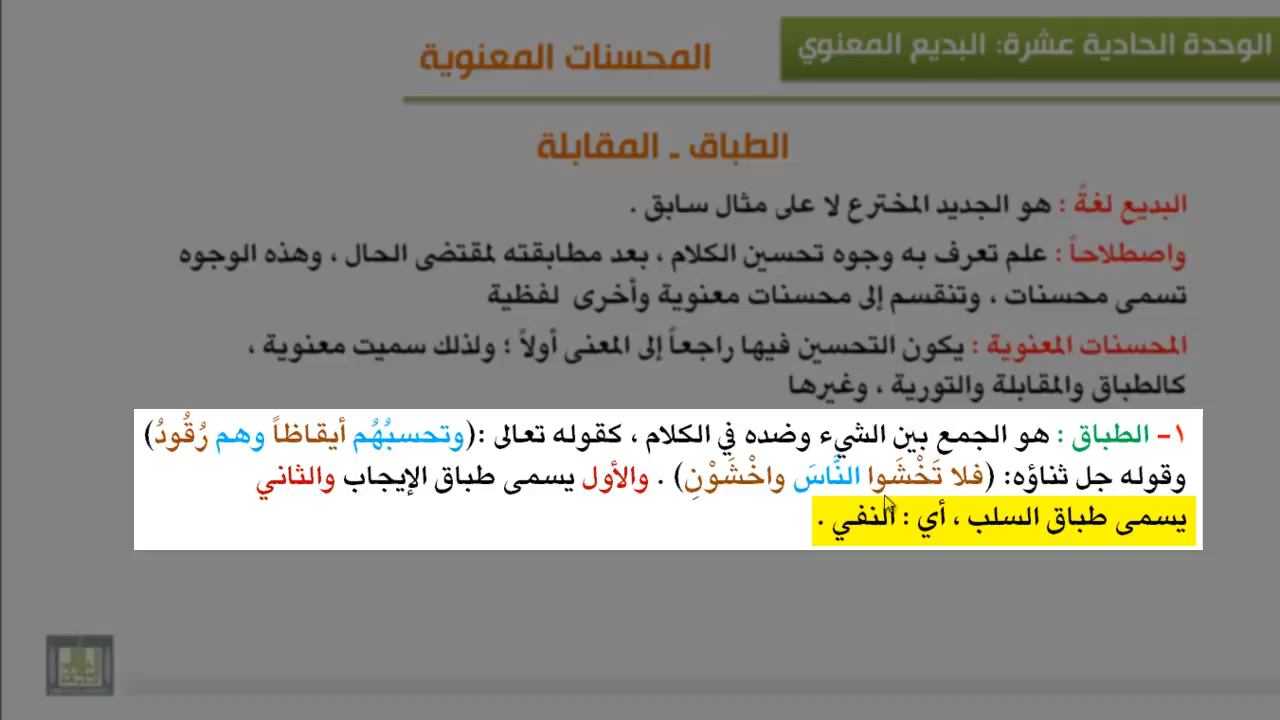 الوحدة الحادية عشرة: البديع المعنوي
المحسنات المعنوية
الطباق ـ المقابلة
البديع لغةً : هو الجديد المخترع لا على مثال سابق .
واصطلاحاً : علم تعرف به وجوه تحسين الكلام ، بعد مطابقته لمقتضى الحال ، وهذه الوجوه
تسمى محسنات ، وتنقسم إلى محسنات معنوية وأخرى لفظية
المحسنات المعنوية : يكون التحسين فيها راجعاً إلى المعنى أولاً ؛ ولذلك سميت معنوية ،
كالطباق والمقابلة والتورية ، وغيرها
١- الطباق : هو الجمع بين الشيء وضده في الكلام ، كقوله تعالى :(وتحسبُهُم أيقاظاً وهم رُقُودُ)
وقوله جل ثناؤه: (فلا تَخْشَوا النَّاسَ واخْشَوْنِ) . والأول يسمى طباق الإيجاب والثاني
يسمى طباق السلب ، أي : النفي .